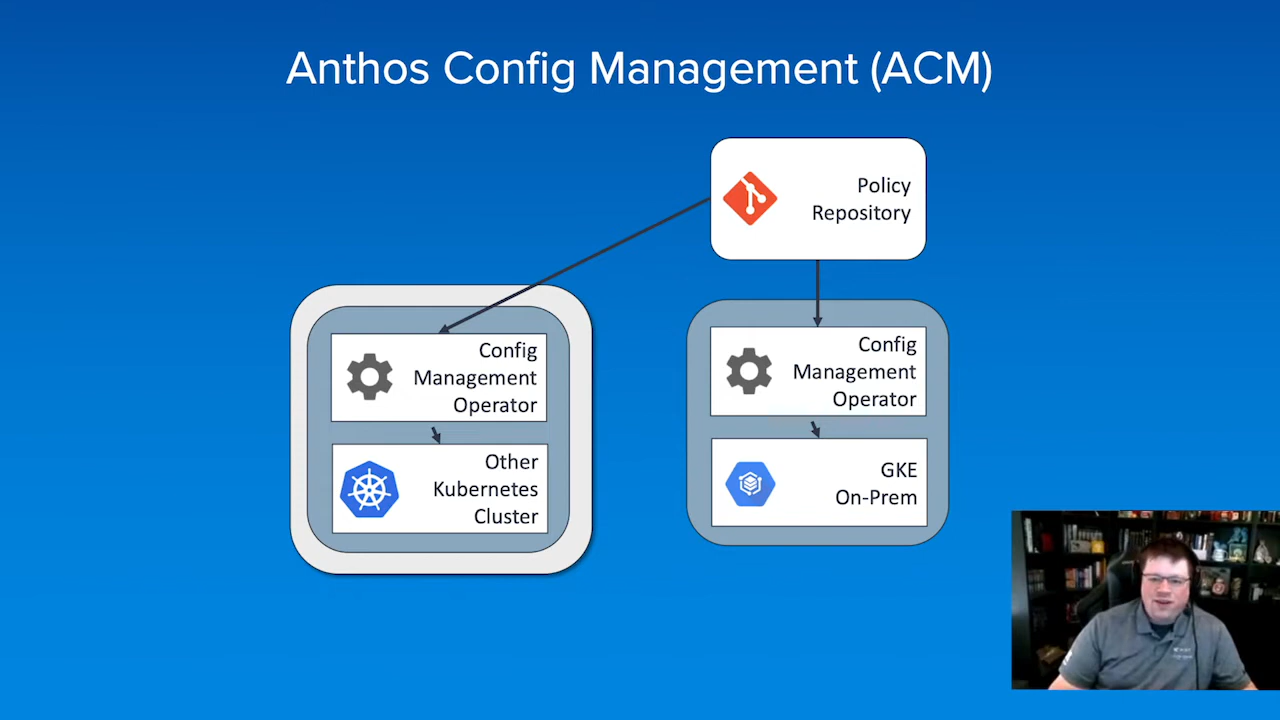 Anthos Config Management (ACM)
Policy
Repository
Config
Management
Operator
Other
Kubernetes
Cluster
Config
Management
Operator
GKE
On-Prem